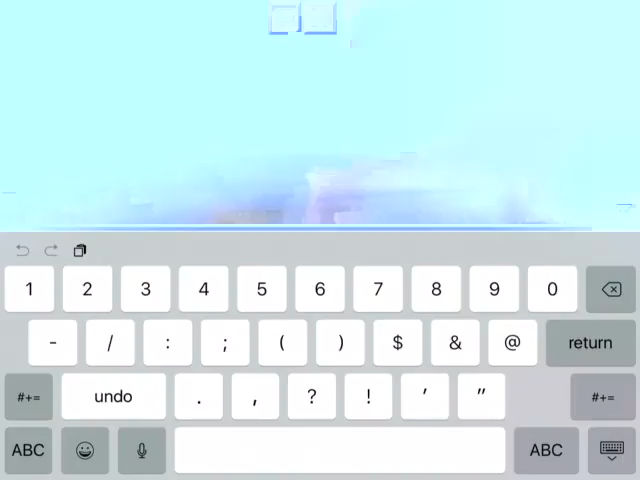 1 2 3 4 5 6 7 8 9 0
- / : ; ( ) $ & @ return
#+= undo . , ? ! ’ ” #+=
ABC ABC